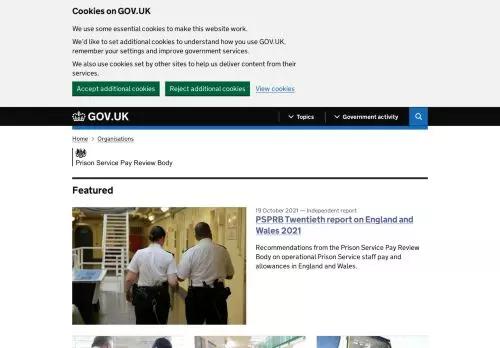 Cookies on GOV.UK
We use some essential cookies to make this website work.
We'd like to set additional cookies to understand how you use GOV.UK,
remember your settings and improve government services.
We also use cookies set by other sites to help us deliver content from their
services.
Accept additional cookies Reject additional cookies View cookies
GOV.UK Topics Government activity
Home Organisations
Prison Service Pay Review Body
Featured
19 October 2021 — Independent report
PSPRB Twentieth report on England and
Wales 2021
Recommendations from the Prison Service Pay Review
Body on operational Prison Service staff pay and
allowances in England and Wales.